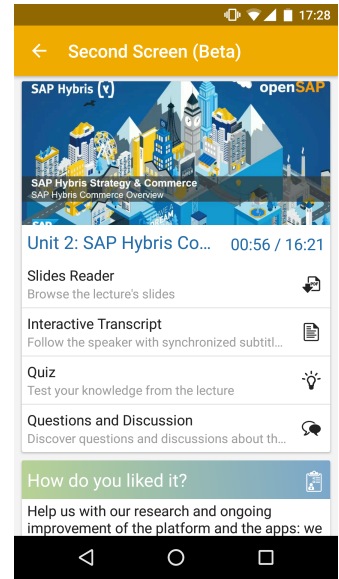 17:28
Second Screen (Beta)
SAP Hybris (Y)
openSAP
SAP Hybris Strategy & Commerce
SAP Hybris Commerce Overview
SAP
DREAM
Unit 2: SAP Hybris Co... 00:56 / 16:21
Slides Reader
Browse the lecture's slides
PDF
Interactive Transcript
Follow the speaker with synchronized subtitl...
Quiz
Test your knowledge from the lecture
Questions and Discussion
Discover questions and discussions about th...
How do you liked it?
Help us with our research and ongoing
improvement of the platform and the apps: we